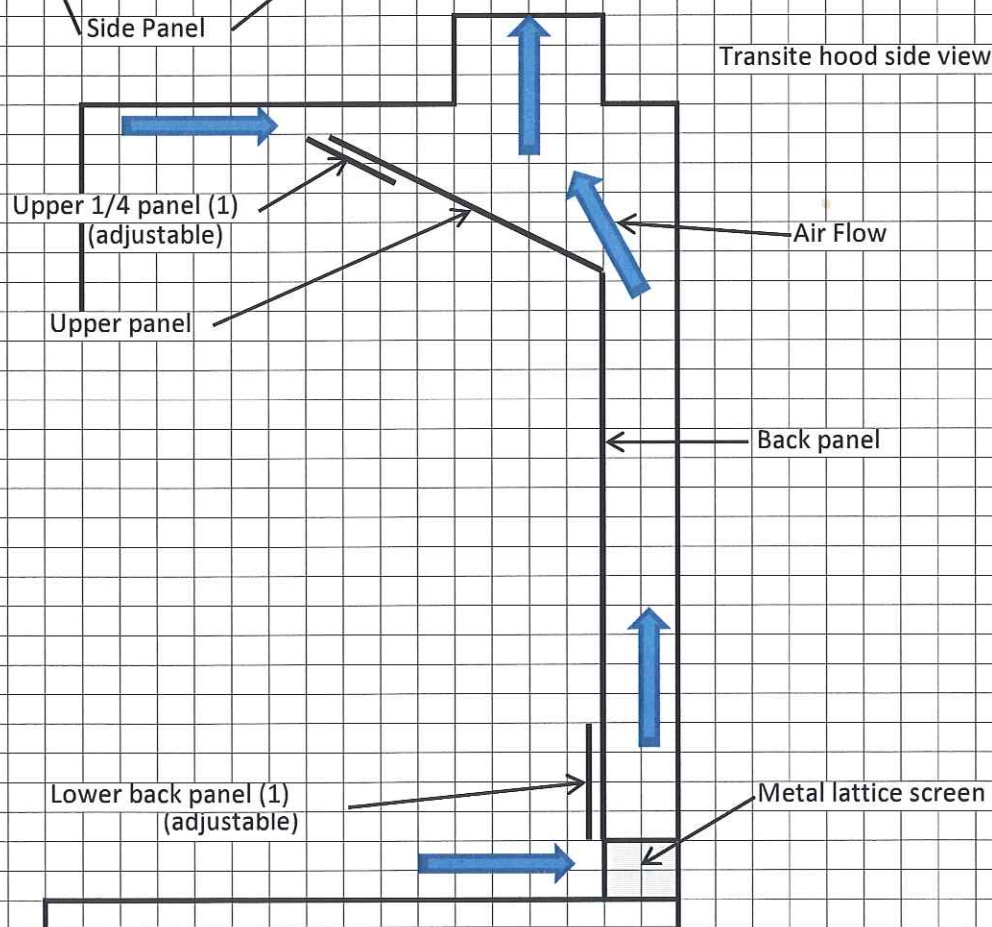 Side Panel
Transite hood side view
Upper 1/4 panel (1)
(adjustable)
Air Flow
Upper panel
Back panel
Lower back panel (1)
(adjustable)
Metal lattice screen